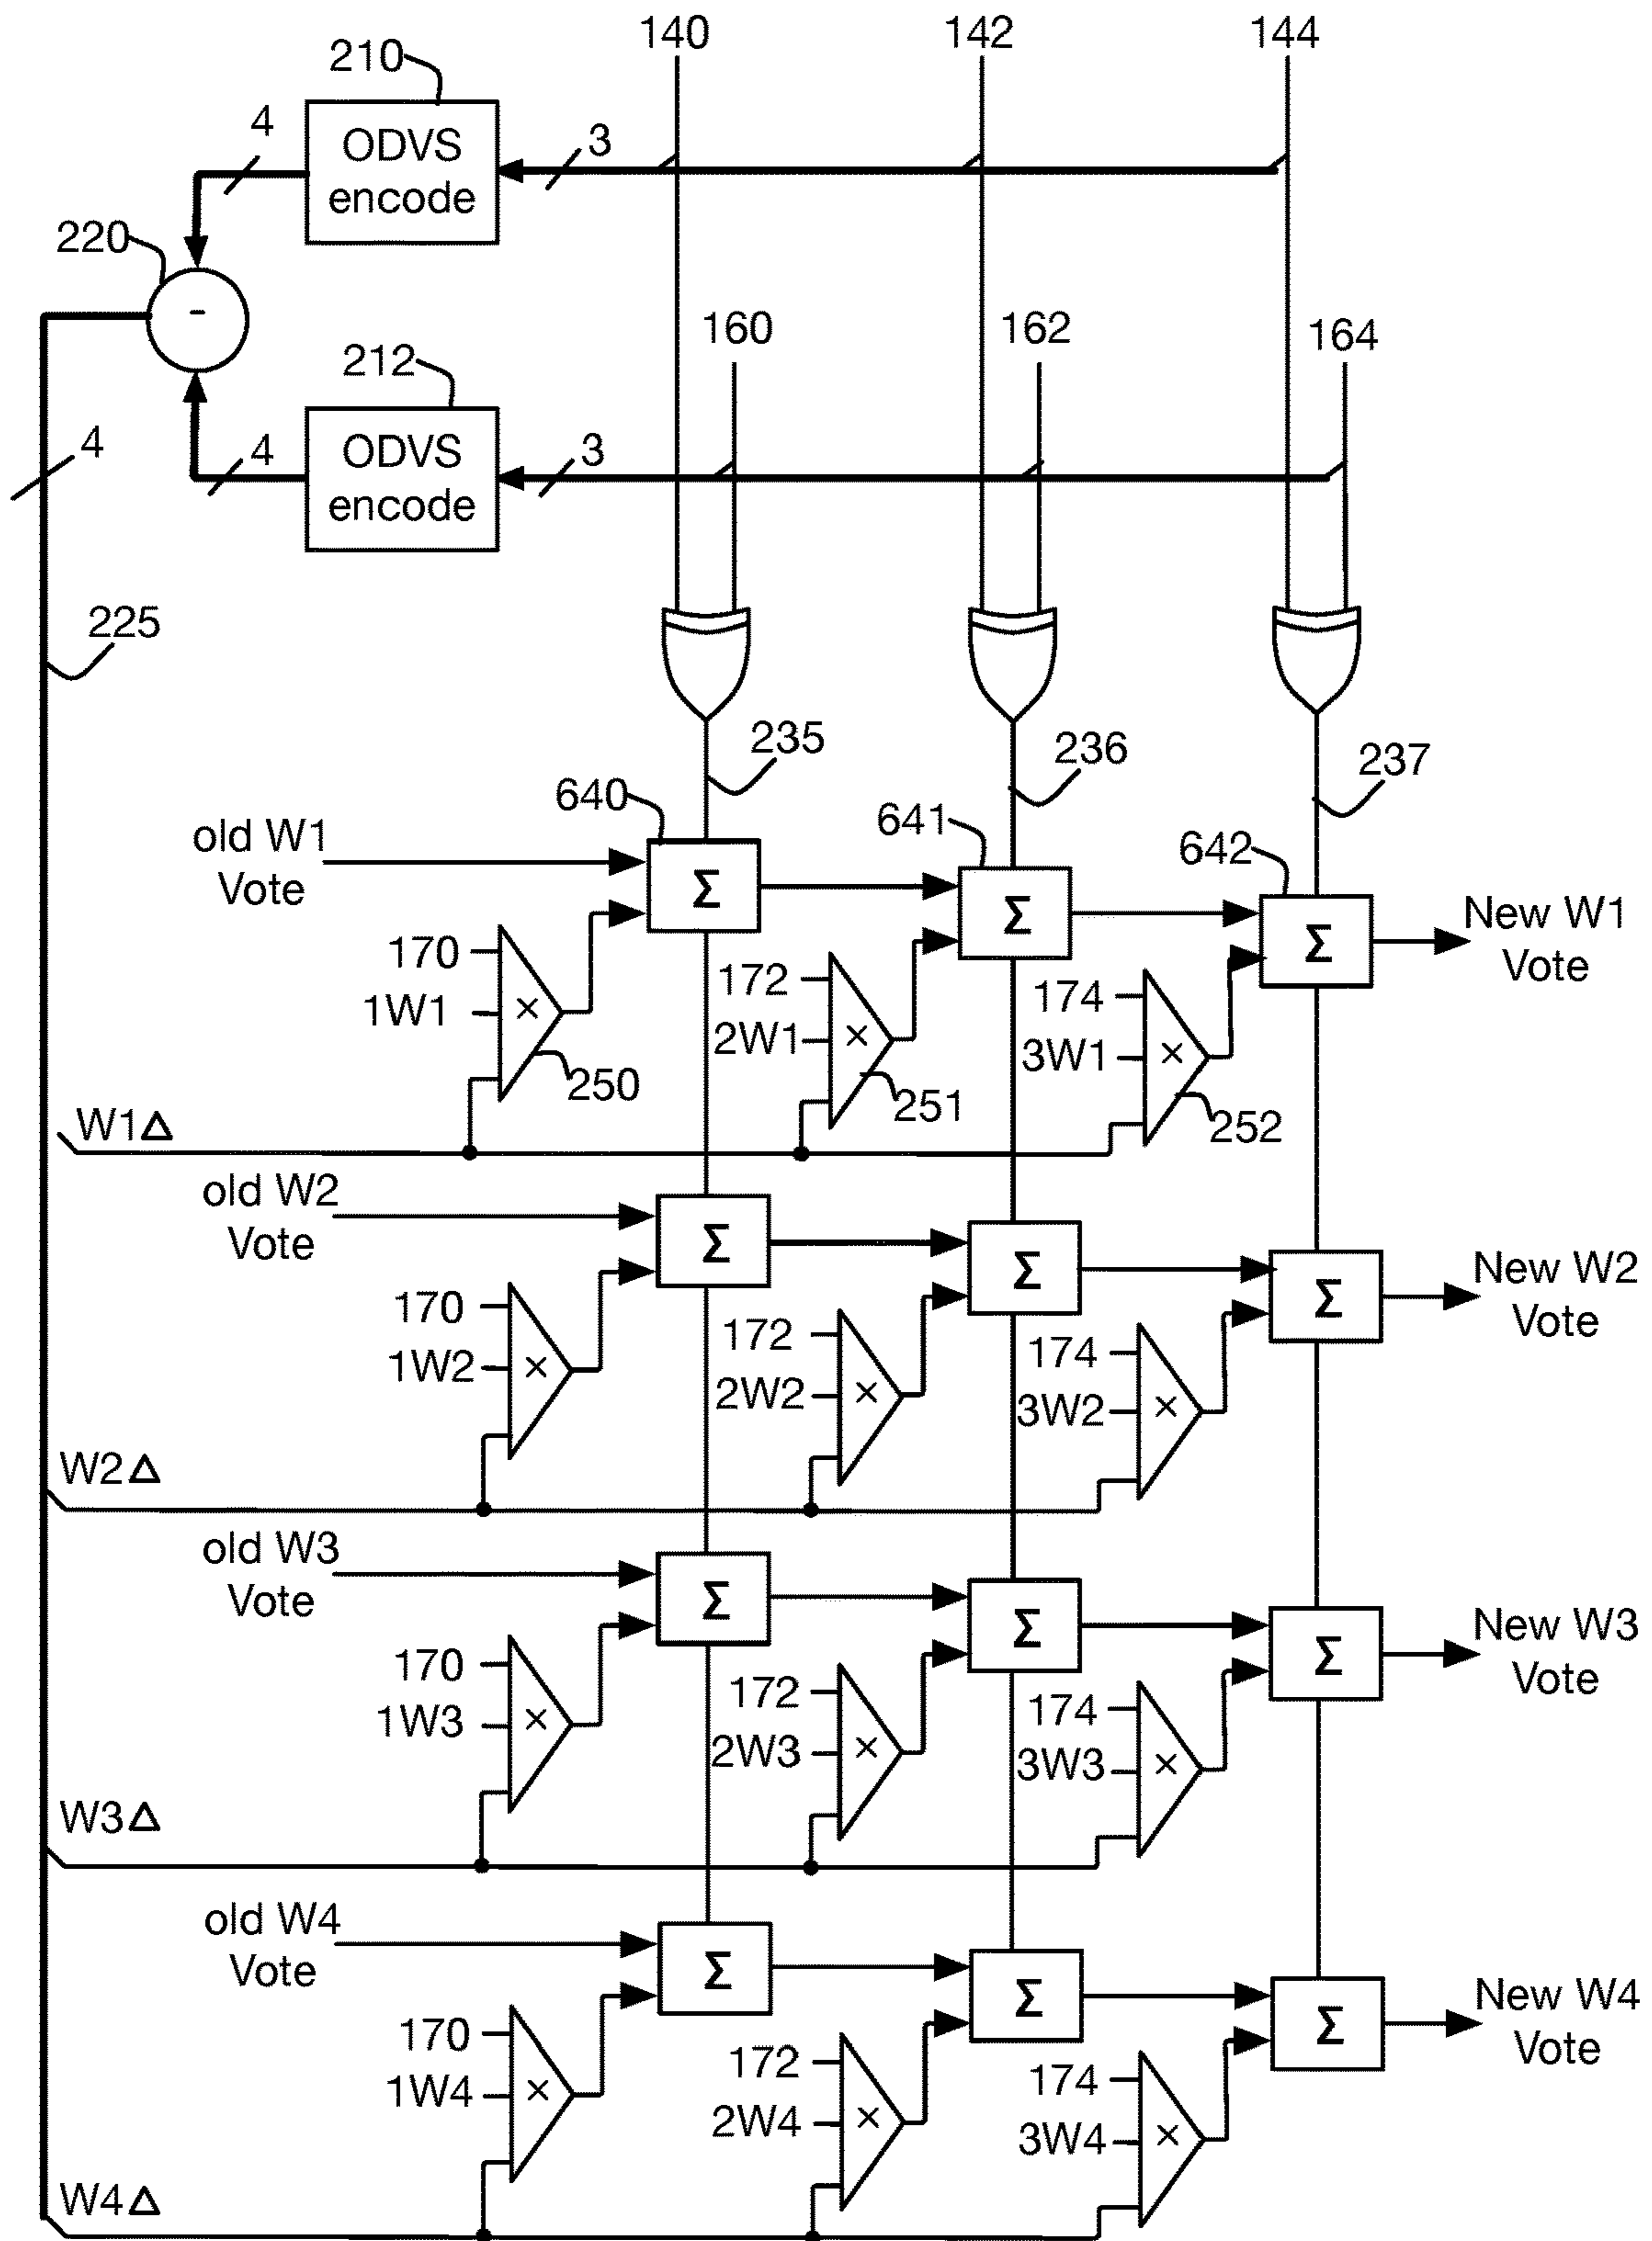 140
142
144
210
ODVS
encode
4
3
220
-
160
162
164
212
ODVS
encode
4
4
3
225
235
236
237
640
641
642
old W1
Vote
Σ
Σ
Σ
New W1
Vote
170
1W1
×
250
172
2W1
×
251
174
3W1
×
252
W1Δ
old W2
Vote
Σ
Σ
Σ
New W2
Vote
170
1W2
×
172
2W2
×
174
3W2
×
W2Δ
old W3
Vote
Σ
Σ
Σ
New W3
Vote
170
1W3
×
172
2W3
×
174
3W3
×
W3Δ
old W4
Vote
Σ
Σ
Σ
New W4
Vote
170
1W4
×
172
2W4
×
174
3W4
×
W4Δ